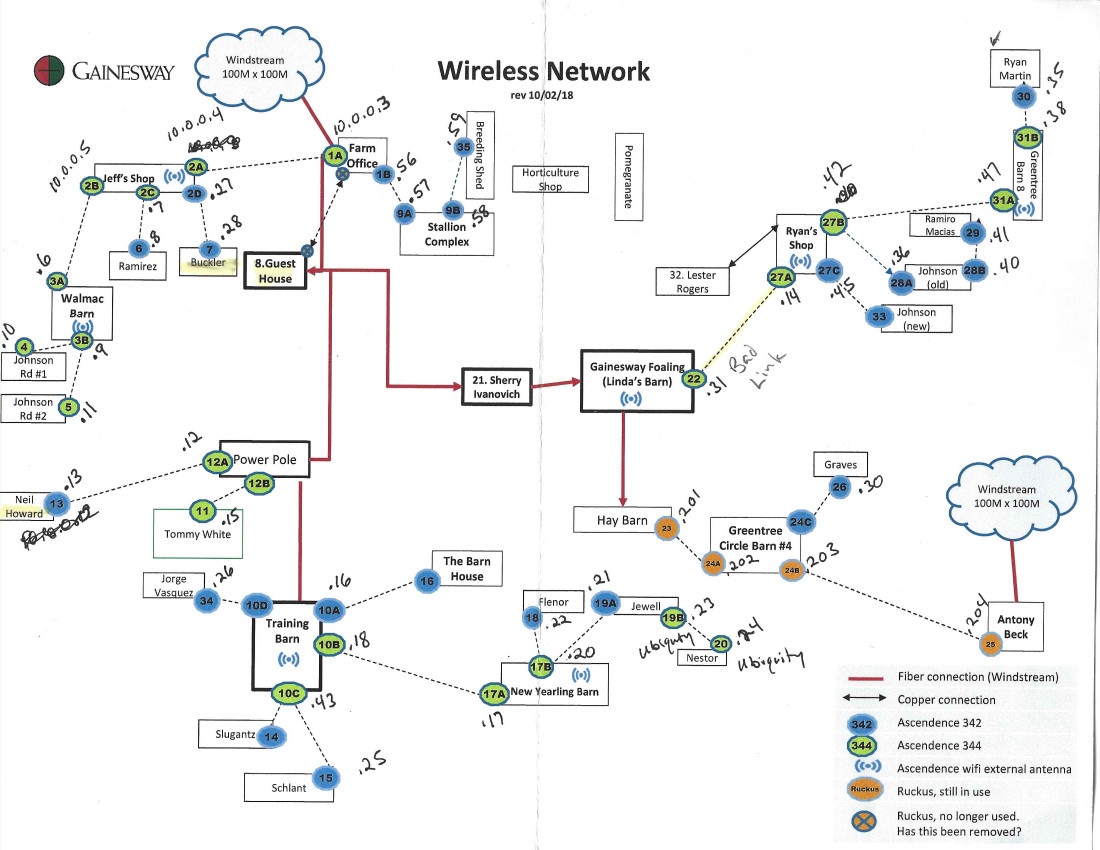 GAINESWAY
Windstream
100M x 100M
Wireless Network
rev 10/02/18
Ryan
Martin
30
.35
.38
31B
Greentree
Barn 8
.47
31A
10.0.0.5
10.0.0.4
10.0.0.3
2A
2B
Jeff's Shop
2C
2D
.27
.7
6
.8
Ramirez
7
.28
Buckler
1A
Farm
Office
1B
.56
.57
9A
.59
35
Breeding Shed
9B
.58
Stallion
Complex
Horticulture
Shop
Pomegranate
8.Guest
House
.6
3A
Walmac
Barn
3B
.9
.10
4
Johnson
Rd #1
Johnson
Rd #2
5
.11
.42
27B
Ryan's
Shop
27A
.14
27C
.45
32. Lester
Rogers
Ramiro
Macias
29
.41
.36
28A
Johnson
(old)
28B
.40
33
Johnson
(new)
21. Sherry
Ivanovich
Gainesway Foaling
(Linda's Barn)
22
.31
Bad
Link
.12
12A
Power Pole
12B
11
.15
Tommy White
Neil
Howard
13
.13
Hay Barn
23
.201
Graves
26
.30
24C
Greentree
Circle Barn #4
24A
.202
24B
.203
Windstream
100M x 100M
.204
Antony
Beck
25
Jorge
Vasquez
34
.26
10D
10A
.16
16
The Barn
House
Training
Barn
10B
.18
10C
.43
Slugantz
14
Schlant
15
.25
Flenor
18
.22
.21
19A
Jewell
19B
.23
Ubiquity
20
.24
Nestor
Ubiquity
.20
17B
17A
New Yearling Barn
.17
Fiber connection (Windstream)
Copper connection
342
Ascendence 342
344
Ascendence 344
Ascendence wifi external antenna
Ruckus
Ruckus, still in use
Ruckus, no longer used.
Has this been removed?